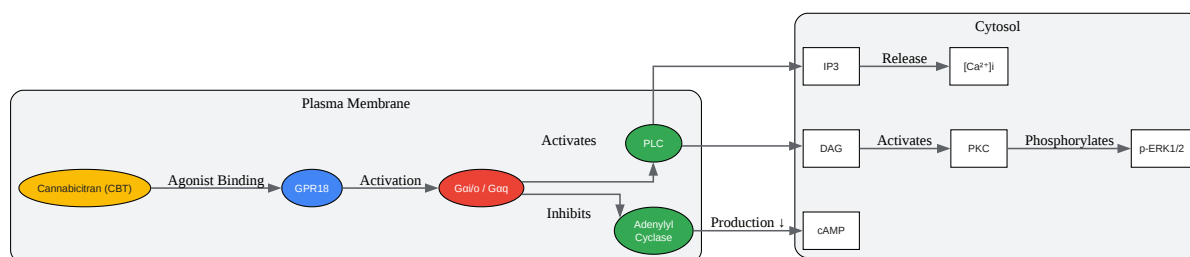 Cytosol
IP3
Release
[Ca²⁺]i
Plasma Membrane
Activates
PLC
DAG
Activates
PKC
Phosphorylates
p-ERK1/2
Cannabicitran (CBT)
Agonist Binding
GPR18
Activation
Gαi/o / Gαq
Inhibits
Adenylyl
Cyclase
Production ↓
cAMP